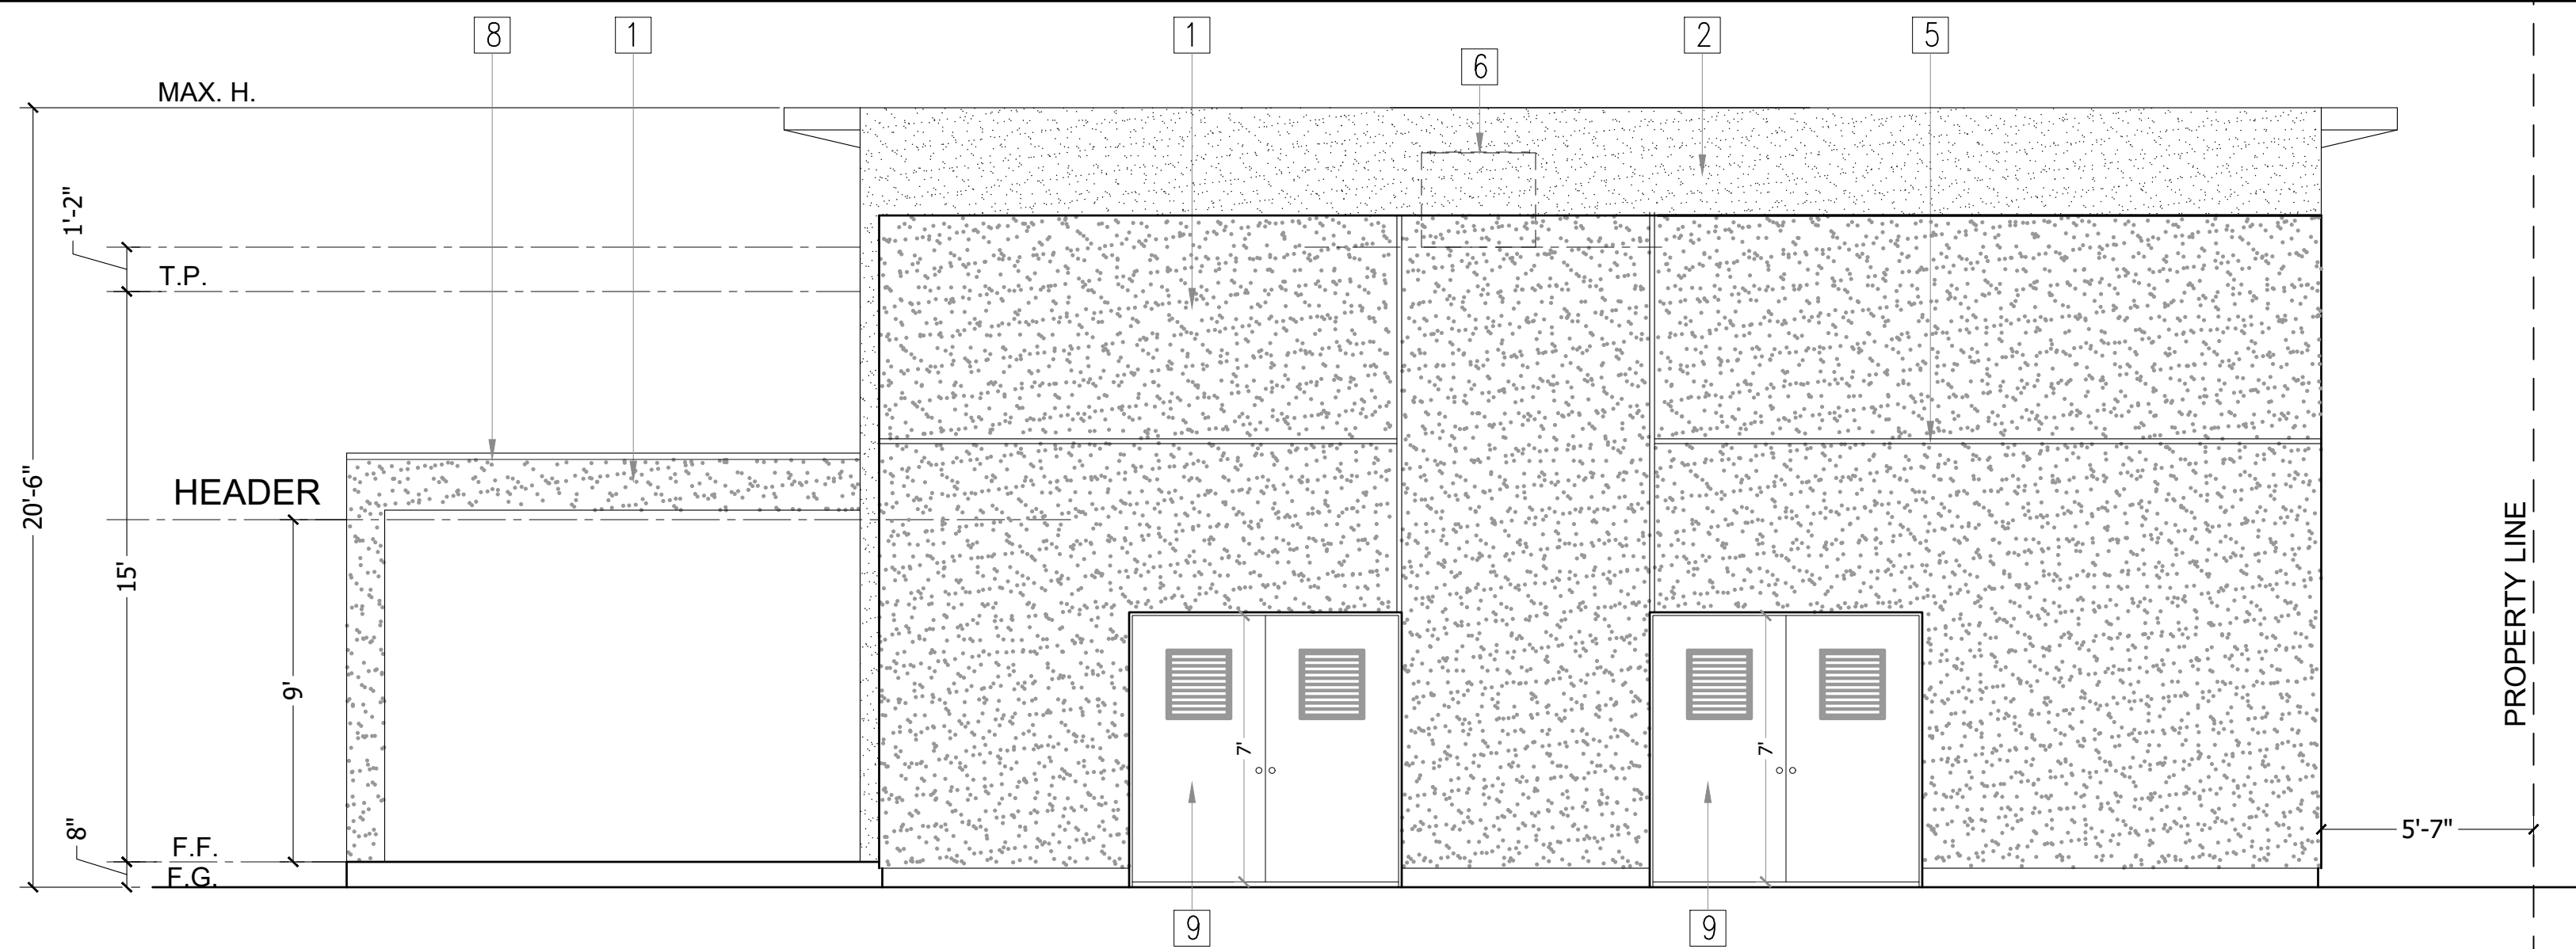 8
1
1
6
2
5
MAX. H.
1'-2"
T.P.
20'-6"
HEADER
15'
9'
PROPERTY LINE
7'
7'
8"
F.F.
F.G.
5'-7"
9
9